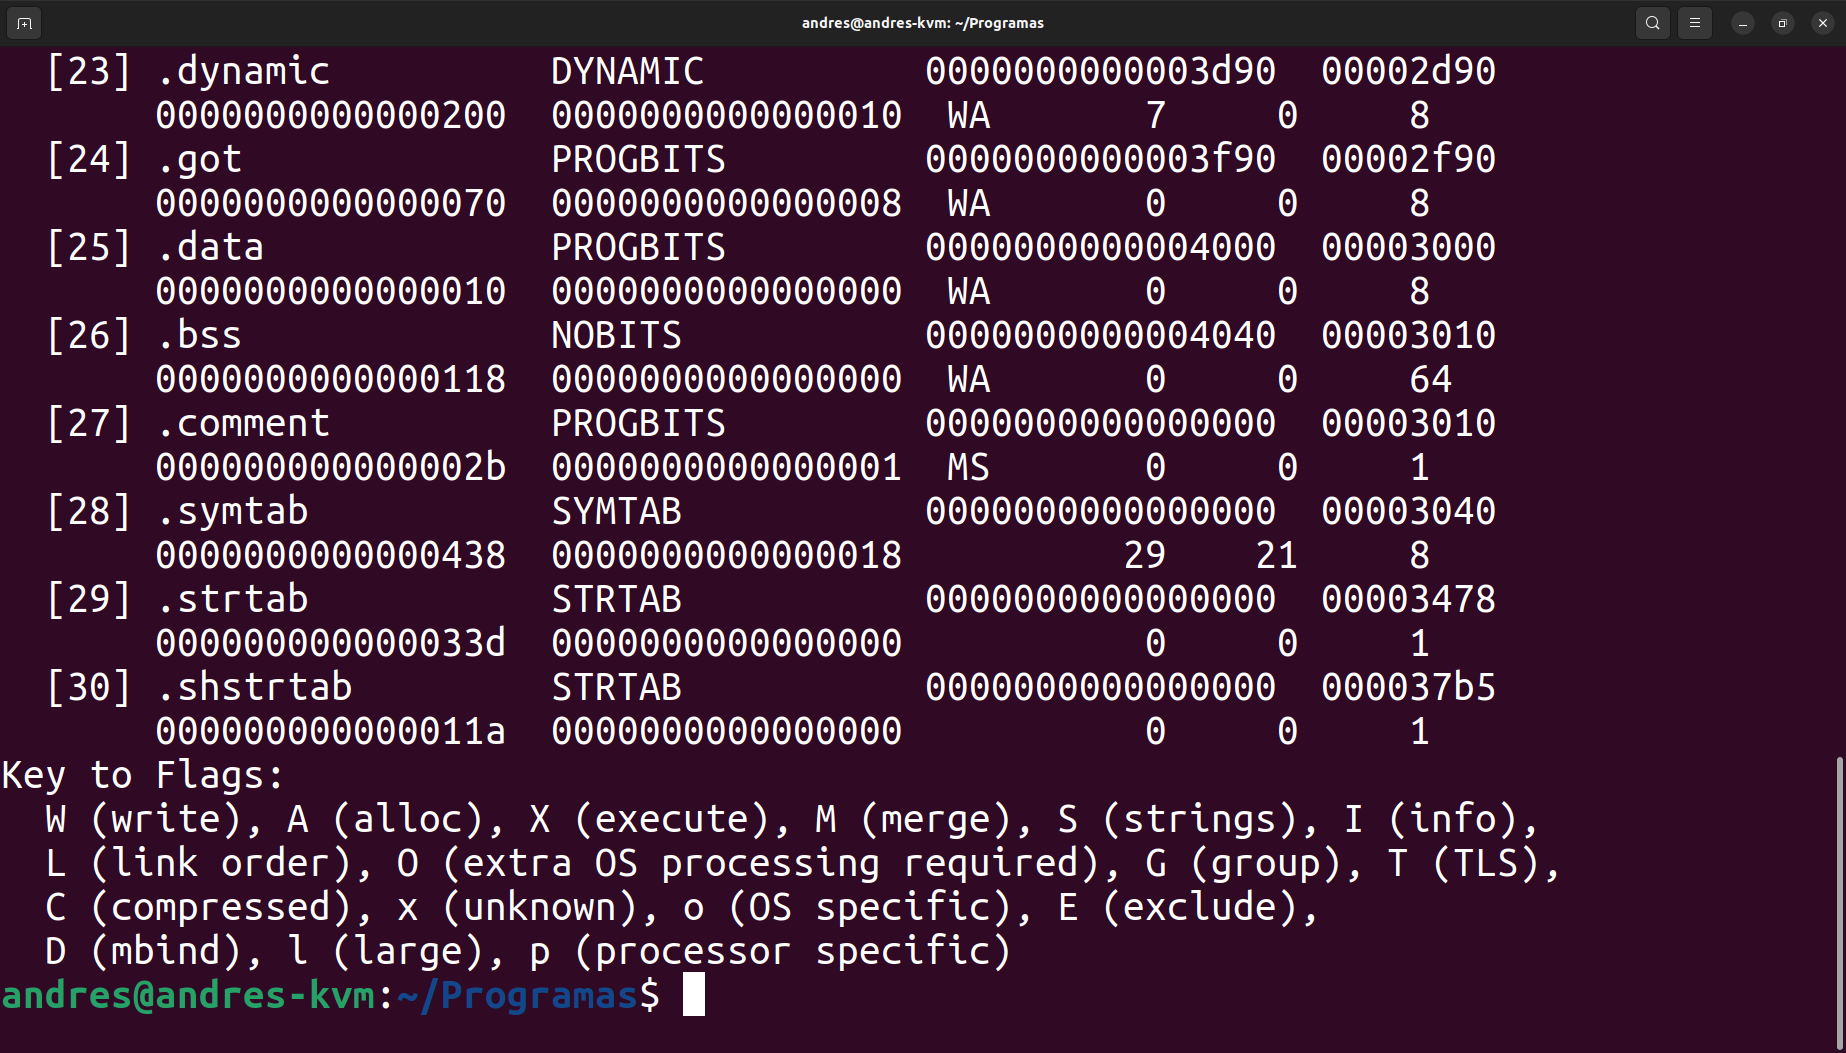 andres@andres-kvm: ~/Programas
[23] .dynamic DYNAMIC 0000000000003d90 00002d90
0000000000000200 0000000000000010 WA 7 0 8
[24] .got PROGBITS 0000000000003f90 00002f90
0000000000000070 0000000000000008 WA 0 0 8
[25] .data PROGBITS 0000000000004000 00003000
0000000000000010 0000000000000000 WA 0 0 8
[26] .bss NOBITS 0000000000004040 00003010
0000000000000118 0000000000000000 WA 0 0 64
[27] .comment PROGBITS 0000000000000000 00003010
000000000000002b 0000000000000001 MS 0 0 1
[28] .symtab SYMTAB 0000000000000000 00003040
0000000000000438 0000000000000018 29 21 8
[29] .strtab STRTAB 0000000000000000 00003478
000000000000033d 0000000000000000 0 0 1
[30] .shstrtab STRTAB 0000000000000000 000037b5
000000000000011a 0000000000000000 0 0 1
Key to Flags:
W (write), A (alloc), X (execute), M (merge), S (strings), I (info),
L (link order), O (extra OS processing required), G (group), T (TLS),
C (compressed), x (unknown), o (OS specific), E (exclude),
D (mbind), l (large), p (processor specific)
andres@andres-kvm:~/Programas$